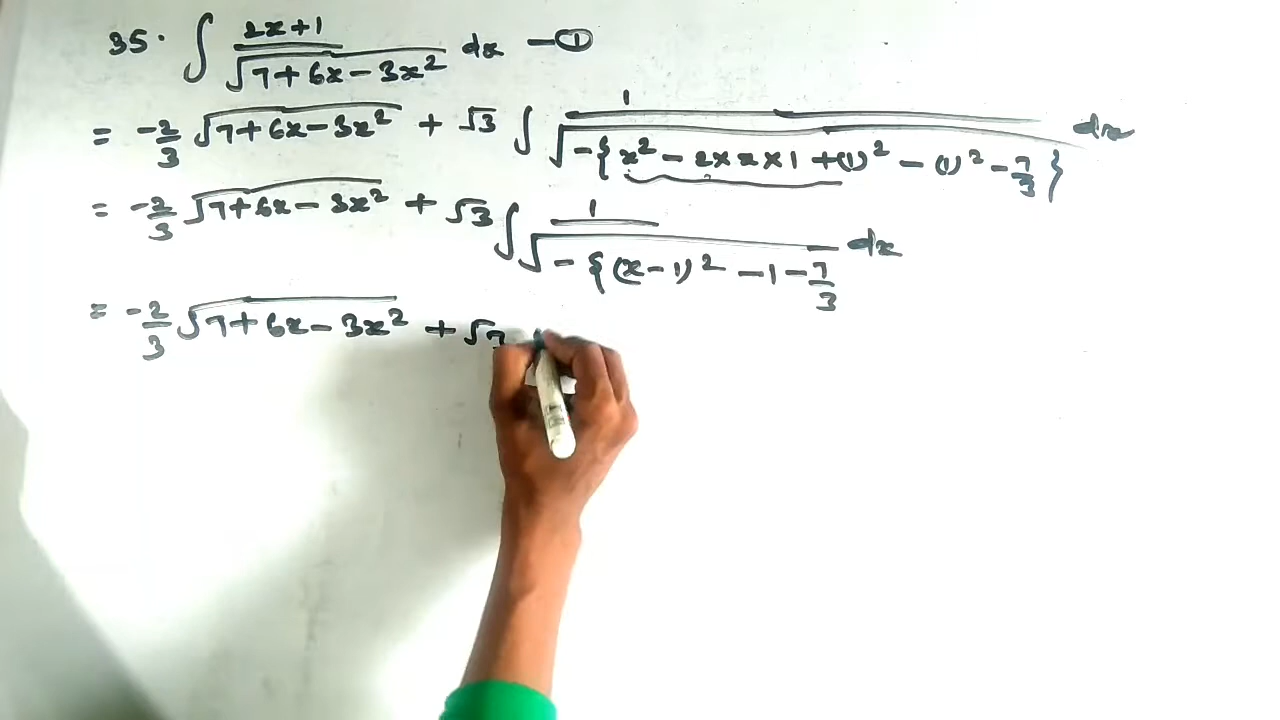 35. ∫ 2x+1 / √7+6x-3x² dx —①
= -2/3 √7+6x-3x² + √3 ∫ 1 / √-{x² - 2×x×1 + (1)² - (1)² - 7/3} dx
= -2/3 √7+6x-3x² + √3 ∫ 1 / √-{(x-1)² -1 - 7/3 dx
= -2/3 √7+6x-3x² + √3